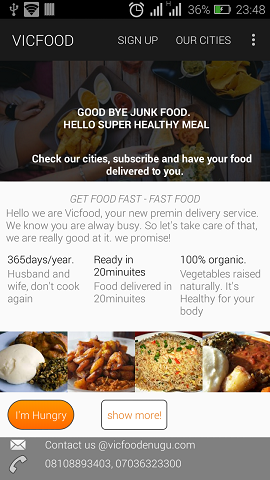 36% 23:48
VICFOOD SIGN UP OUR CITIES
GOOD BYE JUNK FOOD.
HELLO SUPER HEALTHY MEAL
Check our cities, subscribe and have your food
delivered to you.
GET FOOD FAST - FAST FOOD
Hello we are Vicfood, your new premin delivery service.
We know you are alway busy. So let's take care of that,
we are really good at it. we promise!
365days/year.
Husband and
wife, don't cook
again
Ready in
20minuites
Food delivered in
20minuites
100% organic.
Vegetables raised
naturally. It's
Healthy for your
body
I'm Hungry
show more!
Contact us @vicfoodenugu.com
08108893403, 07036323300